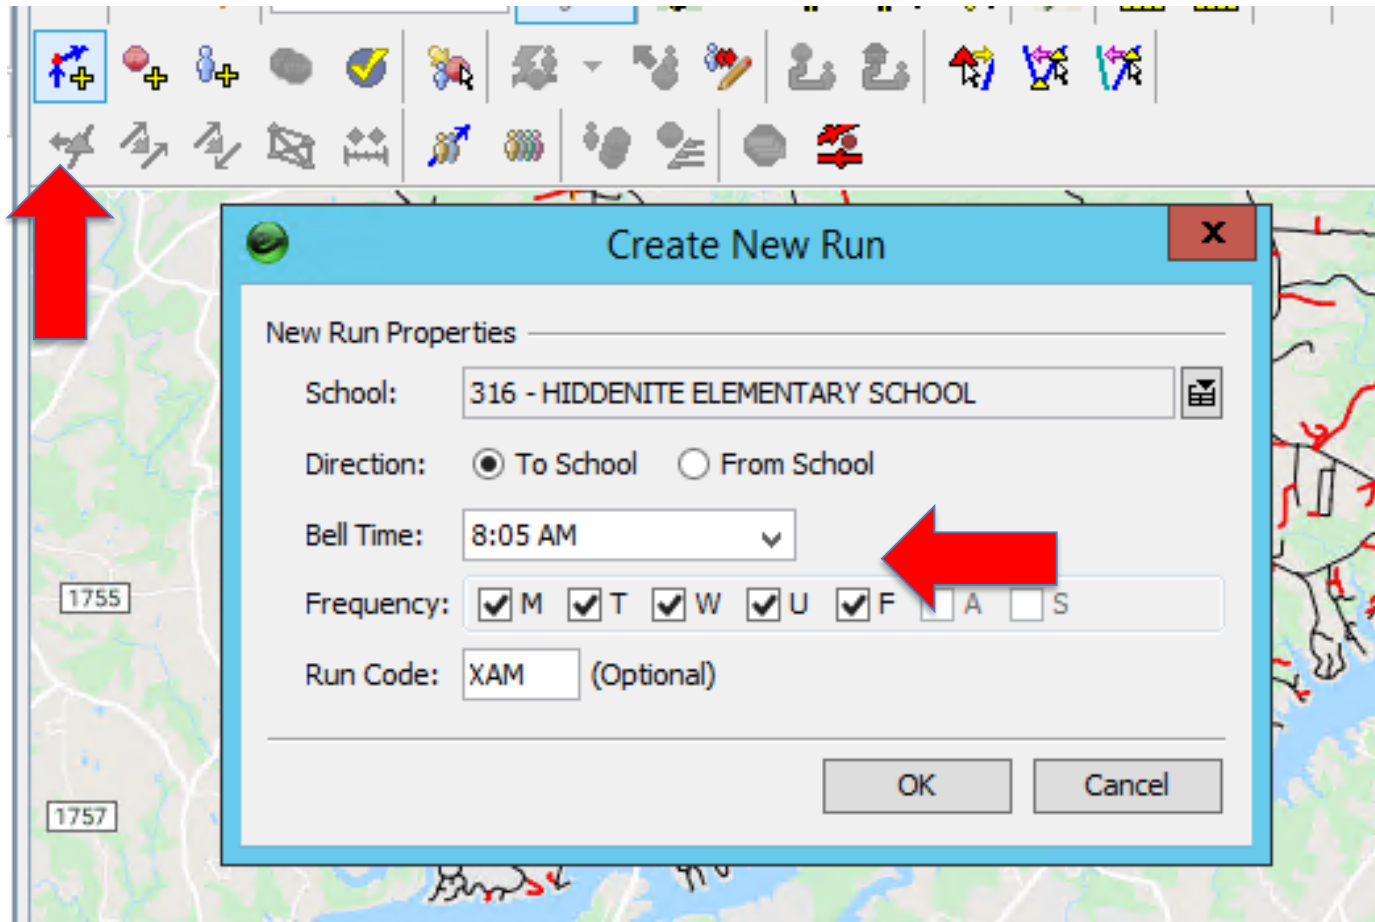 Create New Run
X
New Run Properties
School: 316 - HIDDENITE ELEMENTARY SCHOOL
Direction: To School From School
Bell Time: 8:05 AM
Frequency: M T W U F A S
Run Code: XAM (Optional)
OK Cancel
1755
1757